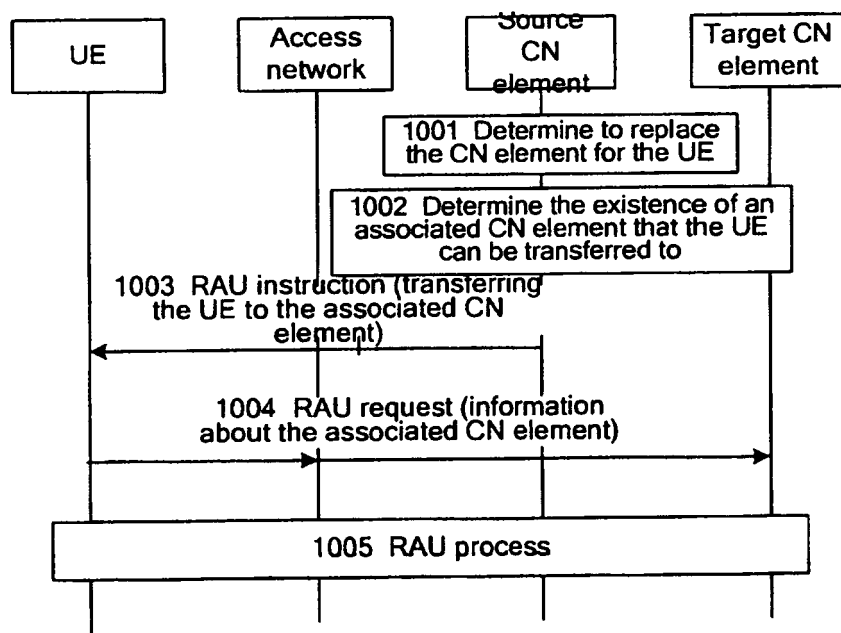 UE
Access
network
Source
CN
element
Target CN
element
1001 Determine to replace
the CN element for the UE
1002 Determine the existence of an
associated CN element that the UE
can be transferred to
1003 RAU instruction (transferring
the UE to the associated CN
element)
1004 RAU request (information
about the associated CN element)
1005 RAU process